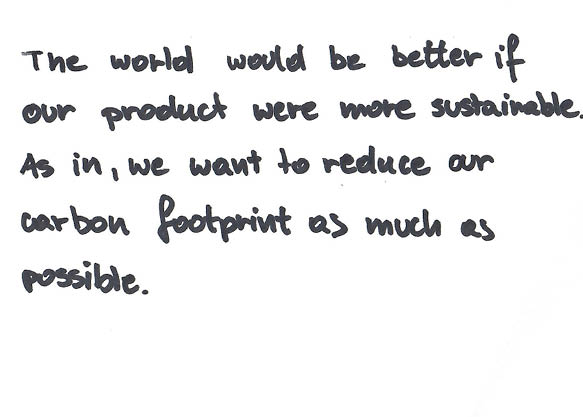 The world would be better if
our product were more sustainable.
As in, we want to reduce our
carbon footprint as much as
possible.